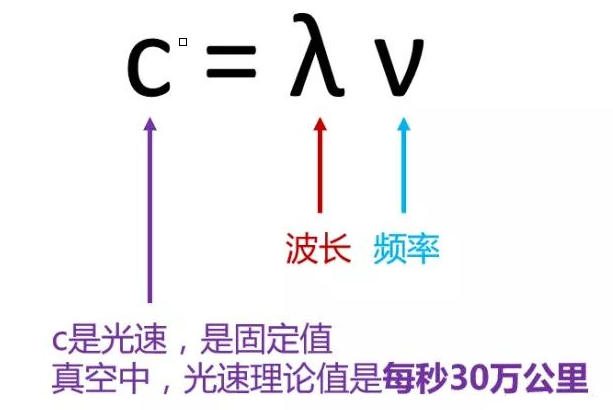 c = λ ν
波长 频率
c是光速，是固定值
真空中，光速理论值是每秒30万公里